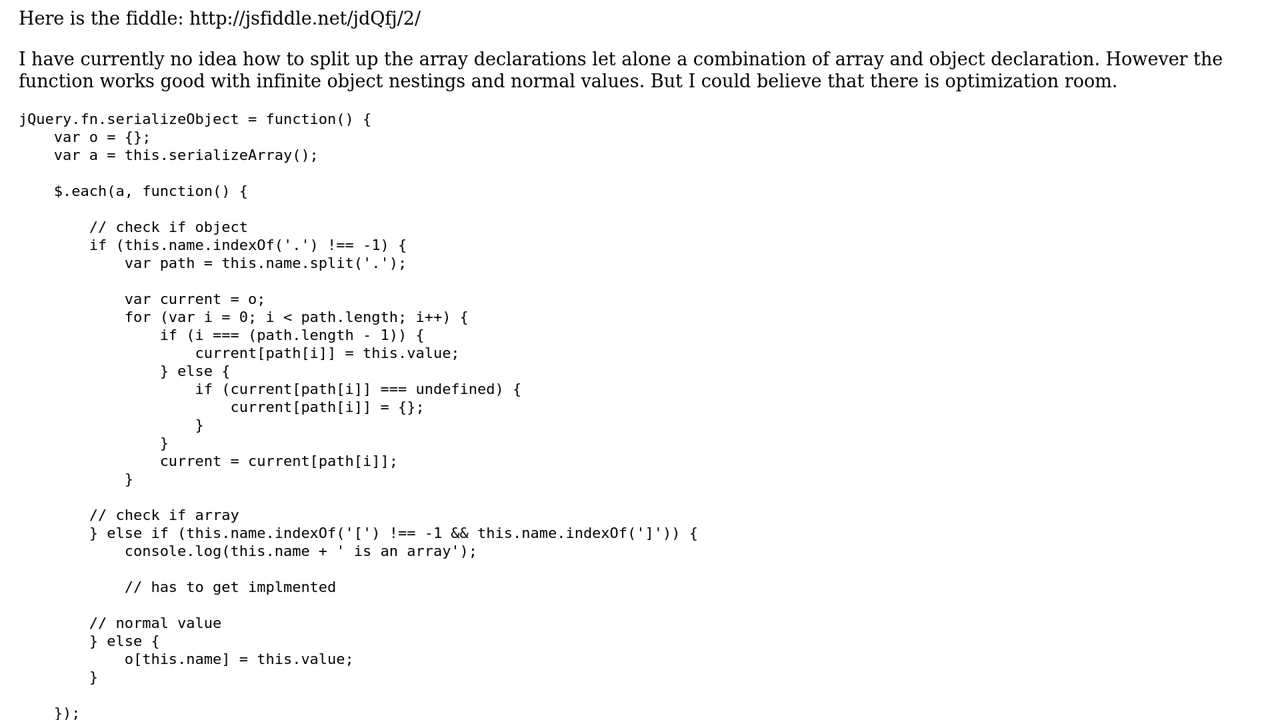 Here is the fiddle: http://jsfiddle.net/jdQfj/2/
I have currently no idea how to split up the array declarations let alone a combination of array and object declaration. However the
function works good with infinite object nestings and normal values. But I could believe that there is optimization room.
jQuery.fn.serializeObject = function() {
    var o = {};
    var a = this.serializeArray();

    $.each(a, function() {

        // check if object
        if (this.name.indexOf('.') !== -1) {
            var path = this.name.split('.');

            var current = o;
            for (var i = 0; i < path.length; i++) {
                if (i === (path.length - 1)) {
                    current[path[i]] = this.value;
                } else {
                    if (current[path[i]] === undefined) {
                        current[path[i]] = {};
                    }
                }
                current = current[path[i]];
            }

        // check if array
        } else if (this.name.indexOf('[') !== -1 && this.name.indexOf(']')) {
            console.log(this.name + ' is an array');

            // has to get implmented

        // normal value
        } else {
            o[this.name] = this.value;
        }

    });